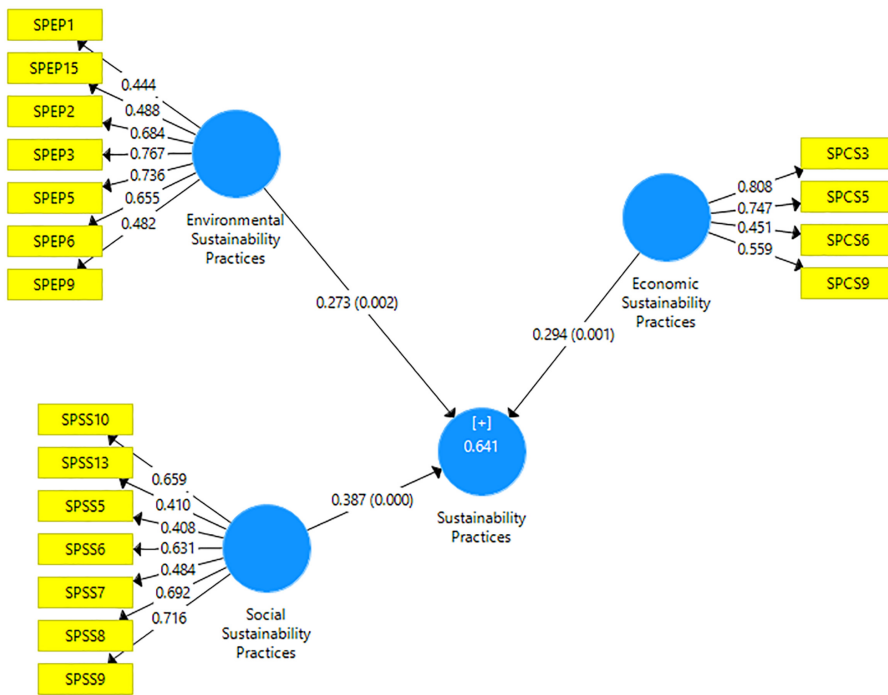 SPEP1
SPEP15
SPEP2
SPEP3
SPEP5
SPEP6
SPEP9
0.444
0.488
0.684
0.767
0.736
0.655
0.482
Environmental
Sustainability
Practices
SPCS3
SPCS5
SPCS6
SPCS9
0.808
0.747
0.451
0.559
Economic
Sustainability
Practices
0.273 (0.002)
0.294 (0.001)
[+]
0.641
Sustainability
Practices
0.387 (0.000)
SPSS10
SPSS13
SPSS5
SPSS6
SPSS7
SPSS8
SPSS9
0.659
0.410
0.408
0.631
0.484
0.692
0.716
Social
Sustainability
Practices